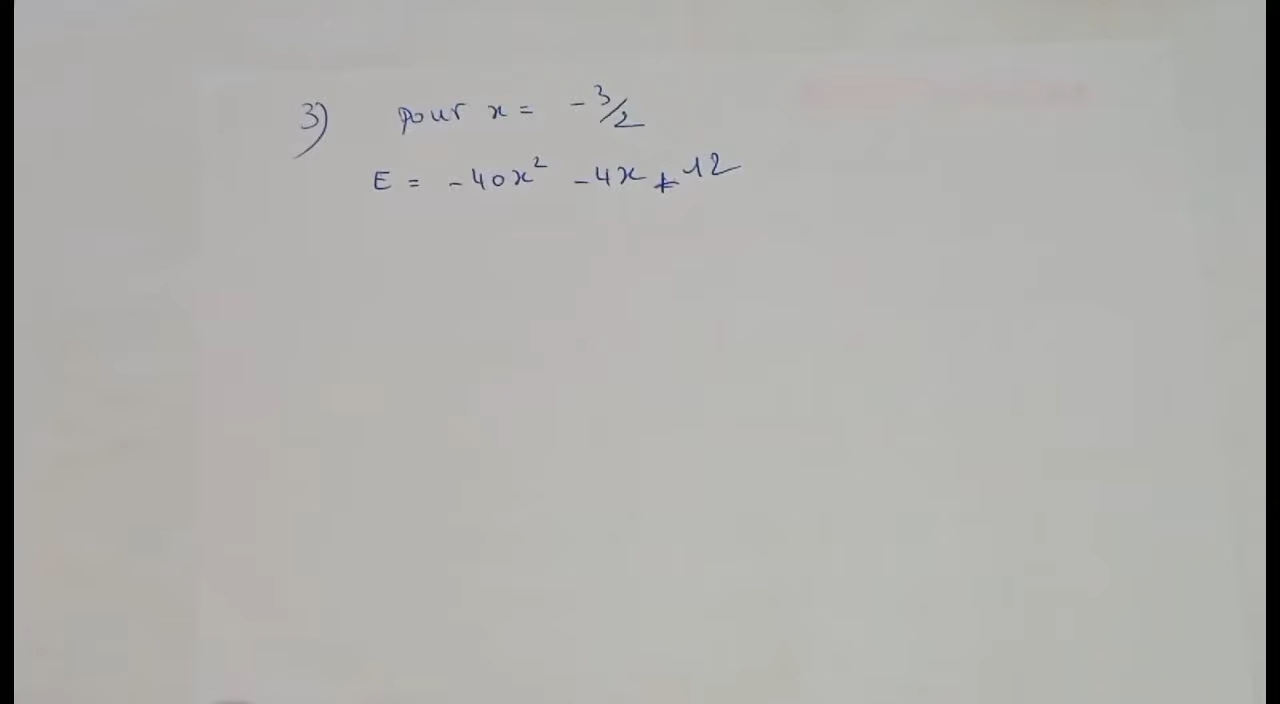 3) pour x = -3/2
E = -40x² -4x + 12